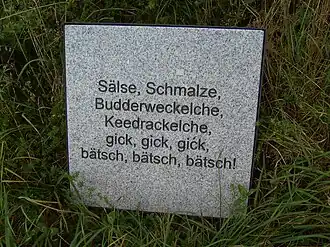 Sälse, Schmalze,
Budderweckelche,
Keedrackelche,
gick, gick, gick,
bätsch, bätsch, bätsch!